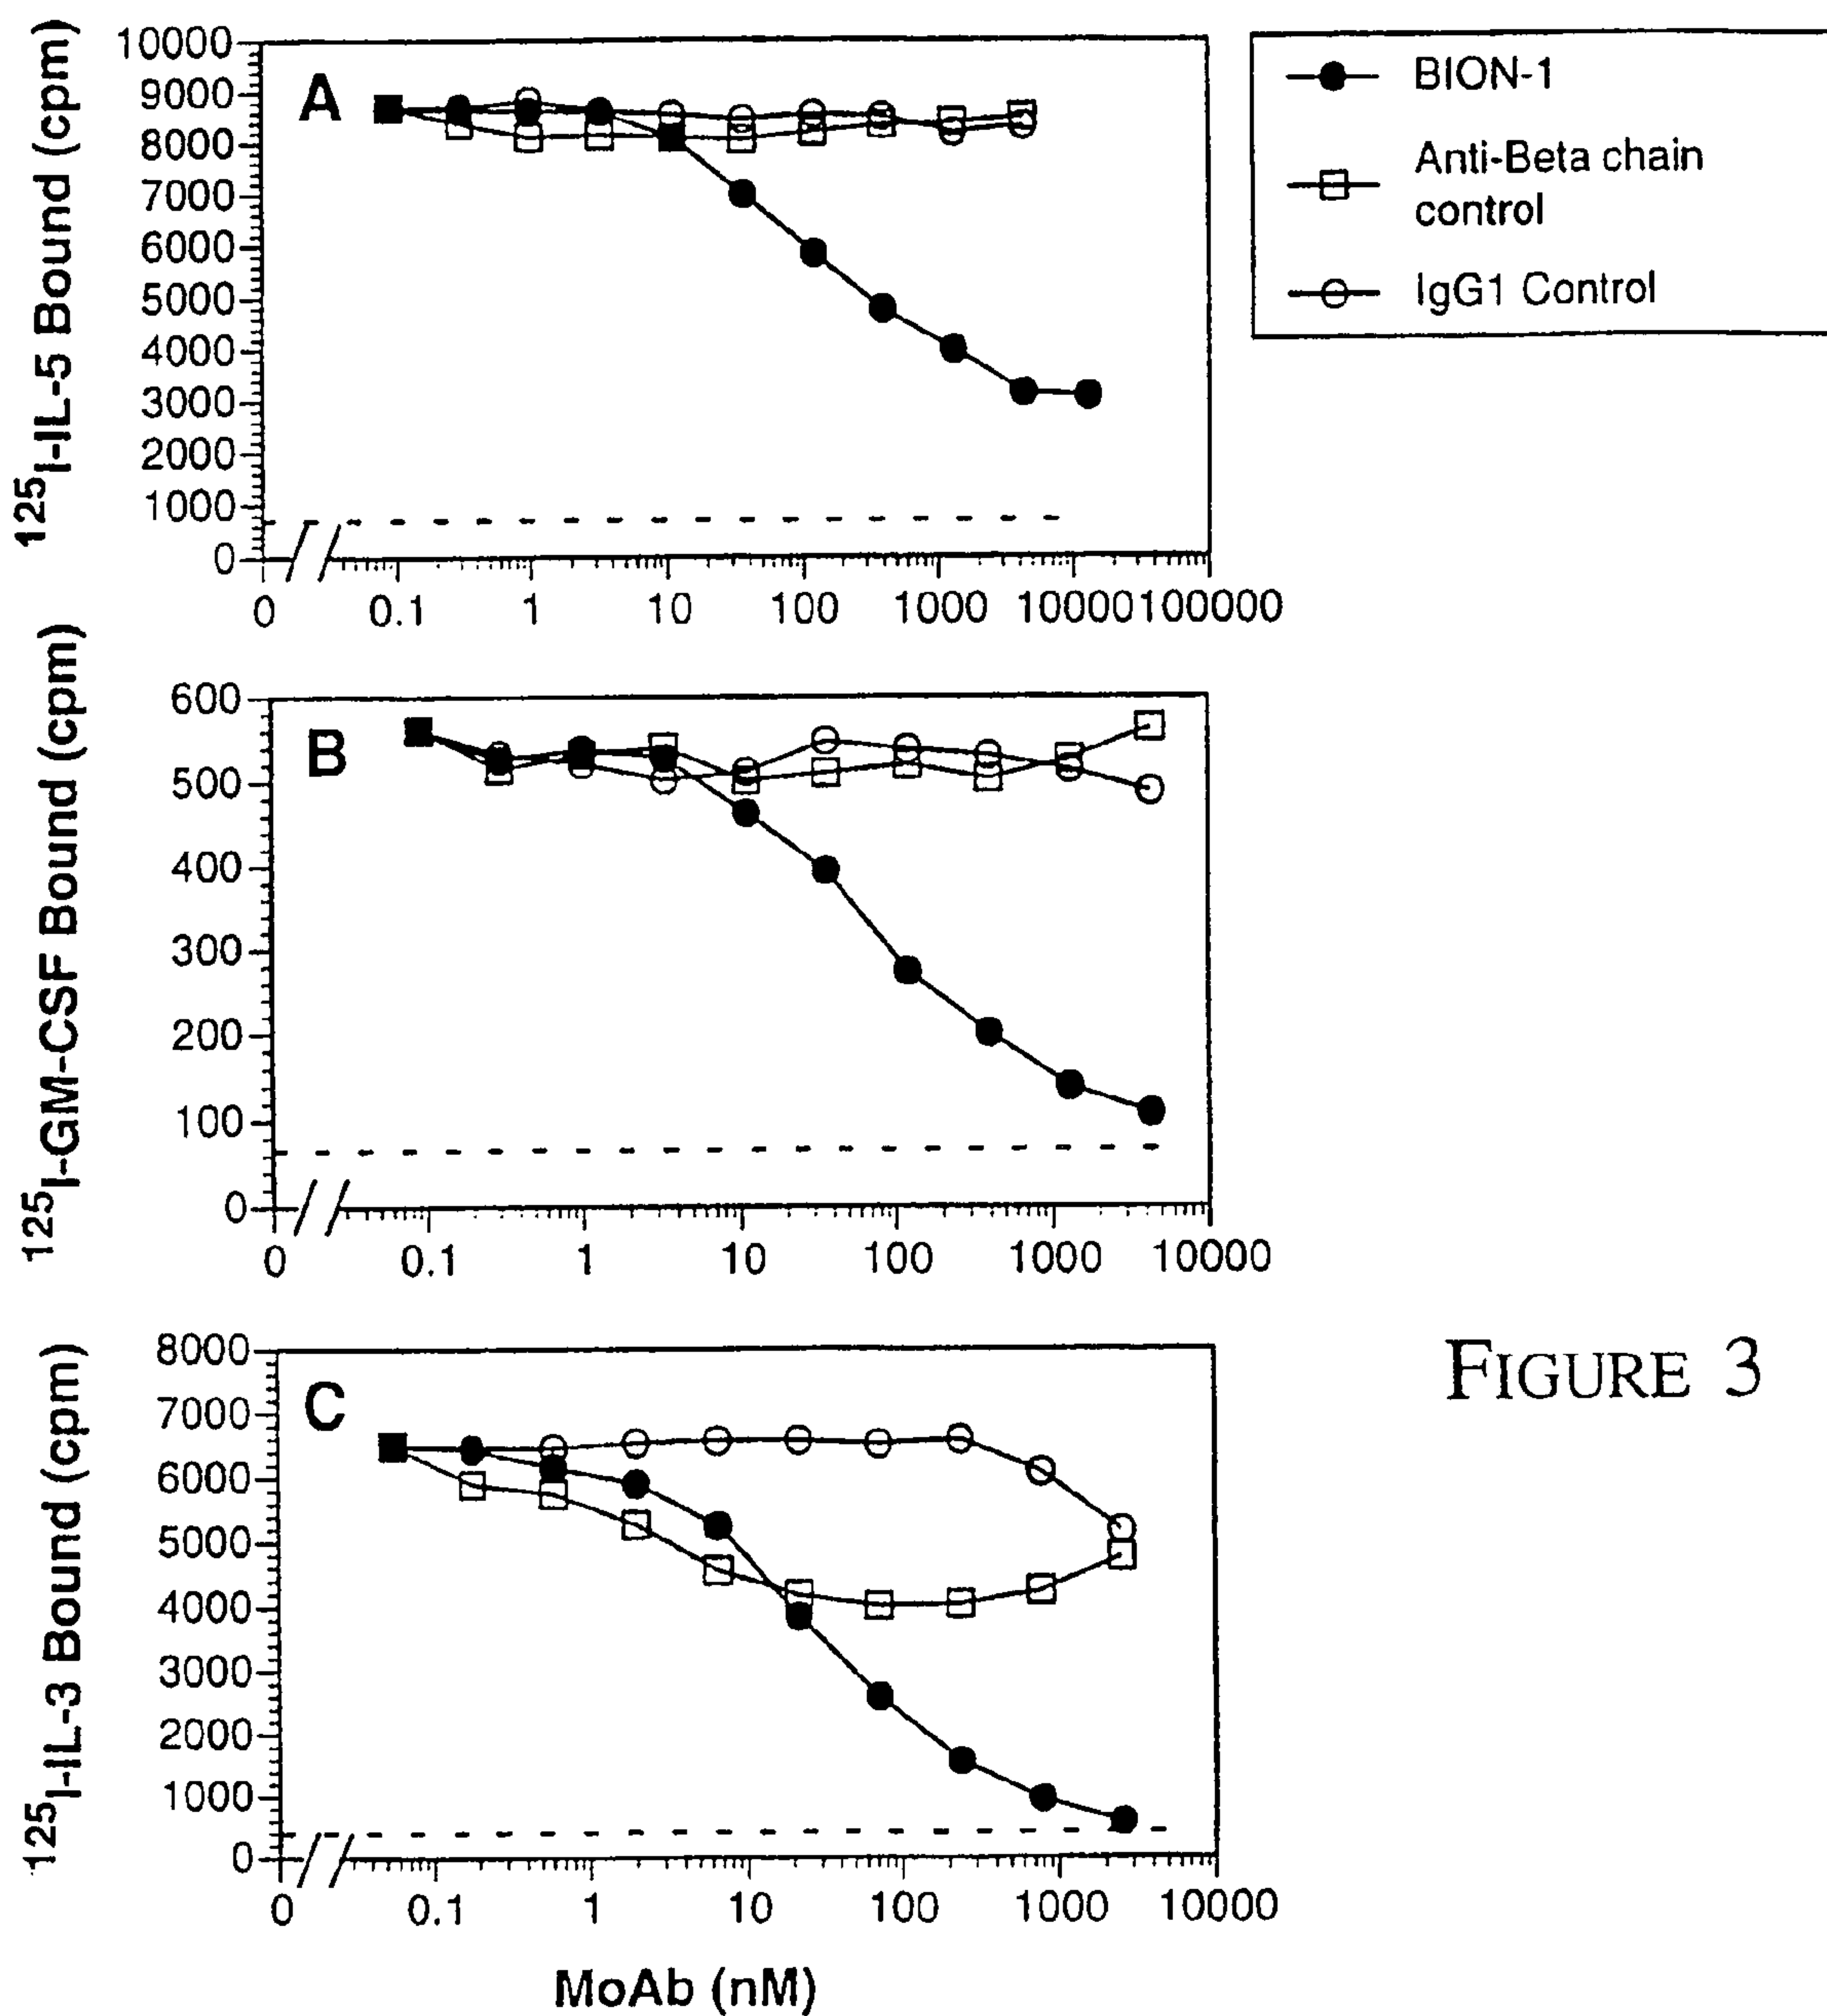 A
¹²⁵I-IL-5 Bound (cpm)
10000
9000
8000
7000
6000
5000
4000
3000
2000
1000
0
0 0.1 1 10 100 1000 10000 100000
BION-1
Anti-Beta chain
control
IgG1 Control
B
¹²⁵I-GM-CSF Bound (cpm)
600
500
400
300
200
100
0
0 0.1 1 10 100 1000 10000
C
¹²⁵I-IL-3 Bound (cpm)
8000
7000
6000
5000
4000
3000
2000
1000
0
0 0.1 1 10 100 1000 10000
MoAb (nM)
FIGURE 3